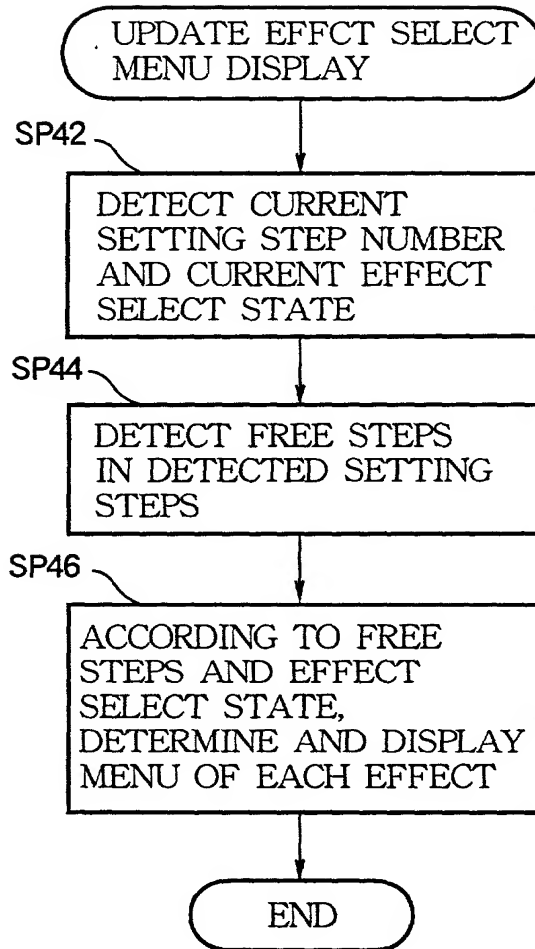 UPDATE EFFCT SELECT
MENU DISPLAY
SP42
DETECT CURRENT
SETTING STEP NUMBER
AND CURRENT EFFECT
SELECT STATE
SP44
DETECT FREE STEPS
IN DETECTED SETTING
STEPS
SP46
ACCORDING TO FREE
STEPS AND EFFECT
SELECT STATE,
DETERMINE AND DISPLAY
MENU OF EACH EFFECT
END